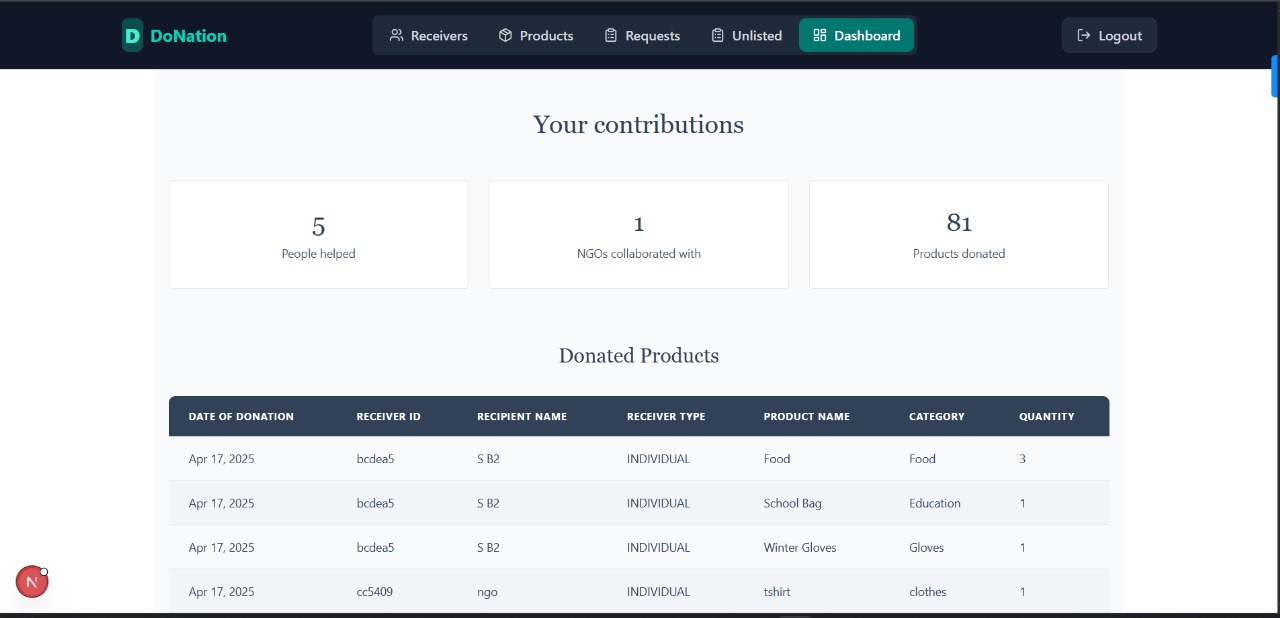 D DoNation Receivers Products Requests Unlisted Dashboard Logout
Your contributions
5 1 81
People helped NGOs collaborated with Products donated
Donated Products
DATE OF DONATION RECEIVER ID RECIPIENT NAME RECEIVER TYPE PRODUCT NAME CATEGORY QUANTITY
Apr 17, 2025 bcdea5 S B2 INDIVIDUAL Food Food 3
Apr 17, 2025 bcdea5 S B2 INDIVIDUAL School Bag Education 1
Apr 17, 2025 bcdea5 S B2 INDIVIDUAL Winter Gloves Gloves 1
N
Apr 17, 2025 cc5409 ngo INDIVIDUAL tshirt clothes 1